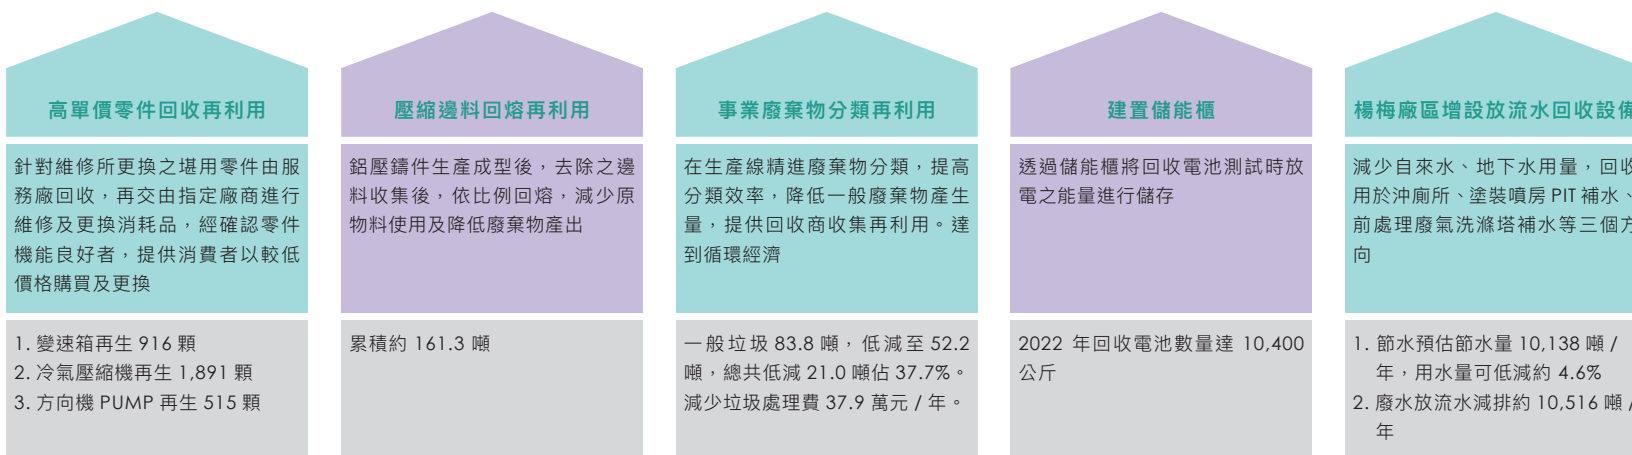 高單價零件回收再利用
針對維修所更換之堪用零件由服
務廠回收，再交由指定廠商進行
維修及更換消耗品，經確認零件
機能良好者，提供消費者以較低
價格購買及更換
1. 變速箱再生 916 顆
2. 冷氣壓縮機再生 1,891 顆
3. 方向機 PUMP 再生 515 顆
壓縮邊料回熔再利用
鋁壓鑄件生產成型後，去除之邊
料收集後，依比例回熔，減少原
物料使用及降低廢棄物產出
累積約 161.3 噸
事業廢棄物分類再利用
在生產線精進廢棄物分類，提高
分類效率，降低一般廢棄物產生
量，提供回收商收集再利用。達
到循環經濟
一般垃圾 83.8 噸，低減至 52.2
噸，總共低減 21.0 噸佔 37.7%。
減少垃圾處理費 37.9 萬元 / 年。
建置儲能櫃
透過儲能櫃將回收電池測試時放
電之能量進行儲存
2022 年回收電池數量達 10,400
公斤
楊梅廠區增設放流水回收設備
減少自來水、地下水用量，回收
用於沖廁所、塗裝噴房 PIT 補水、
前處理廢氣洗滌塔補水等三個方
向
1. 節水預估節水量 10,138 噸 /
年，用水量可低減約 4.6%
2. 廢水放流水減排約 10,516 噸 /
年